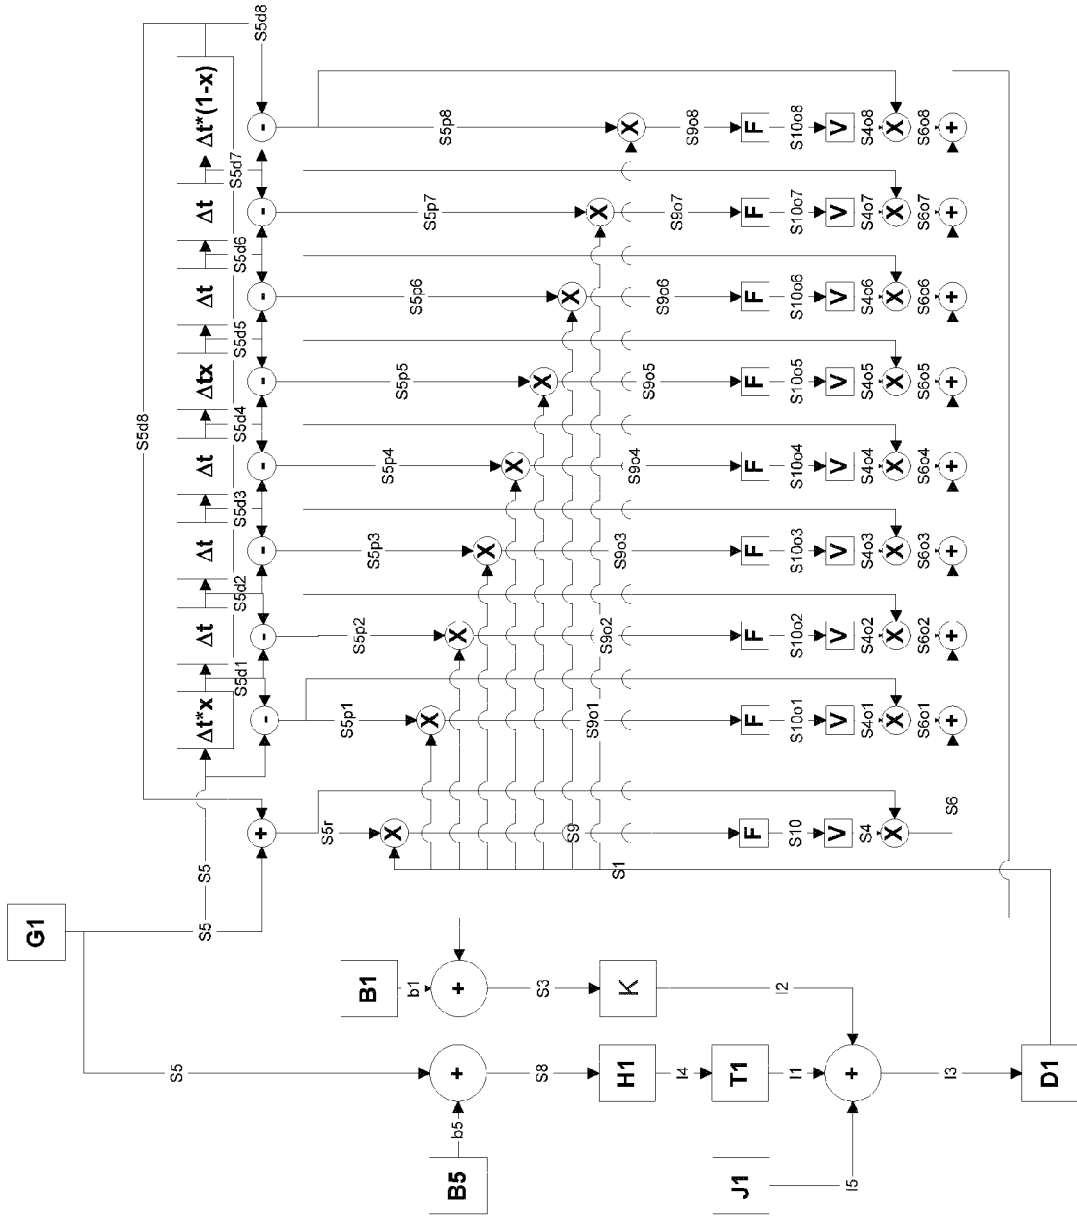 S5d8
Δt*(1-x)
-
S5p8
X
S9o8
F
S10o8
V
S4o8
X
S6o8
+
S5d7
Δt
-
S5p7
X
S9o7
F
S10o7
V
S4o7
X
S6o7
+
S5d6
Δt
-
S5p6
X
S9o6
F
S10o6
V
S4o6
X
S6o6
+
S5d5
Δtx
-
S5p5
X
S9o5
F
S10o5
V
S4o5
X
S6o5
+
S5d8
S5d4
Δt
-
S5p4
X
S9o4
F
S10o4
V
S4o4
X
S6o4
+
S5d3
Δt
-
S5p3
X
S9o3
F
S10o3
V
S4o3
X
S6o3
+
S5d2
Δt
-
S5p2
X
S9o2
F
S10o2
V
S4o2
X
S6o2
+
S5d1
Δt*x
-
S5p1
X
S9o1
F
S10o1
V
S4o1
X
S6o1
+
+
S5r
X
S9
F
S10
V
S4
X
S6
S5
S1
G1
S5
B1
b1
+
S3
K
I2
S5
+
S8
H1
I4
T1
I1
+
I3
D1
B5
b5
J1
I5